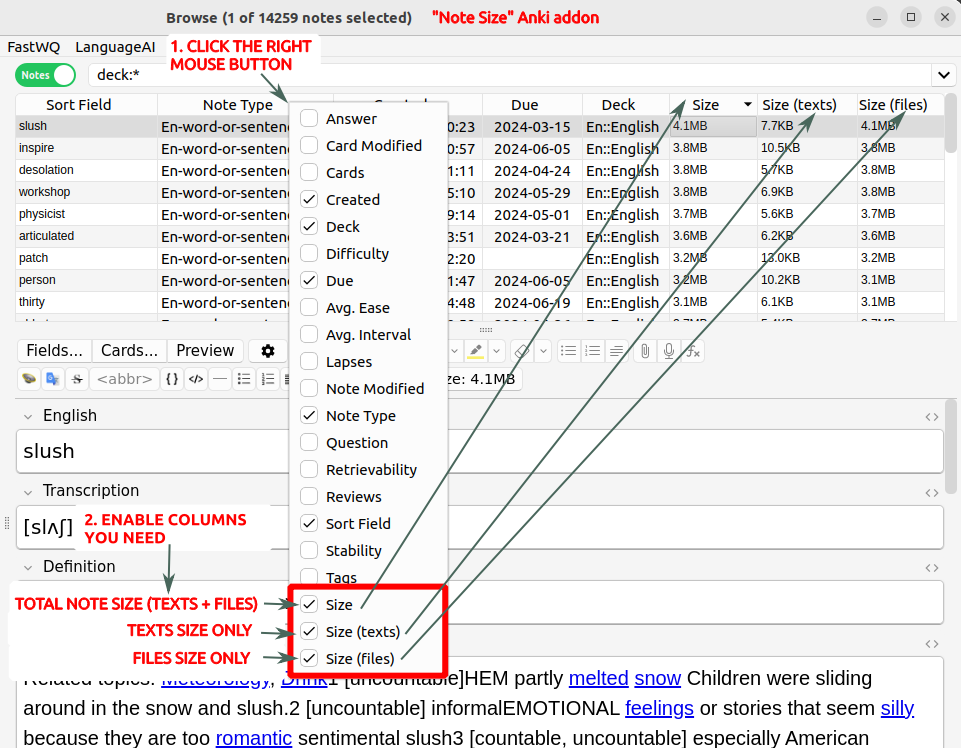 Browse (1 of 14259 notes selected)
"Note Size" Anki addon
FastWQ LanguageAI
1. CLICK THE RIGHT
MOUSE BUTTON
Notes deck:*
Sort Field Note Type Due Deck Size Size (texts) Size (files)
slush En-word-or-senten 0:23 2024-03-15 En::English 4.1MB 7.7KB 4.1MB
inspire En-word-or-senten 0:57 2024-06-05 En::English 3.8MB 10.5KB 3.8MB
desolation En-word-or-senten 1:11 2024-04-24 En::English 3.8MB 5.7KB 3.8MB
workshop En-word-or-senten 5:10 2024-05-29 En::English 3.8MB 6.9KB 3.8MB
physicist En-word-or-senten 9:14 2024-05-01 En::English 3.7MB 5.6KB 3.7MB
articulated En-word-or-senten 3:51 2024-03-21 En::English 3.6MB 6.2KB 3.6MB
patch En-word-or-senten 2:20 En::English 3.2MB 13.0KB 3.2MB
person En-word-or-senten 1:47 2024-06-05 En::English 3.2MB 10.2KB 3.1MB
thirty En-word-or-senten 4:48 2024-06-19 En::English 3.1MB 6.1KB 3.1MB
Answer
Card Modified
Cards
Created
Deck
Difficulty
Due
Avg. Ease
Avg. Interval
Lapses
Note Modified
Note Type
Question
Retrievability
Reviews
Sort Field
Stability
Tags
Size
Size (texts)
Size (files)
Fields... Cards... Preview
<abbr> {} </> ze: 4.1MB
English
slush
Transcription
[slʌʃ]
2. ENABLE COLUMNS
YOU NEED
Definition
TOTAL NOTE SIZE (TEXTS + FILES)
TEXTS SIZE ONLY
FILES SIZE ONLY
Related topics: Meteorology, Drink1 [uncountable]HEM partly melted snow Children were sliding
around in the snow and slush.2 [uncountable] informalEMOTIONAL feelings or stories that seem silly
because they are too romantic sentimental slush3 [countable, uncountable] especially American